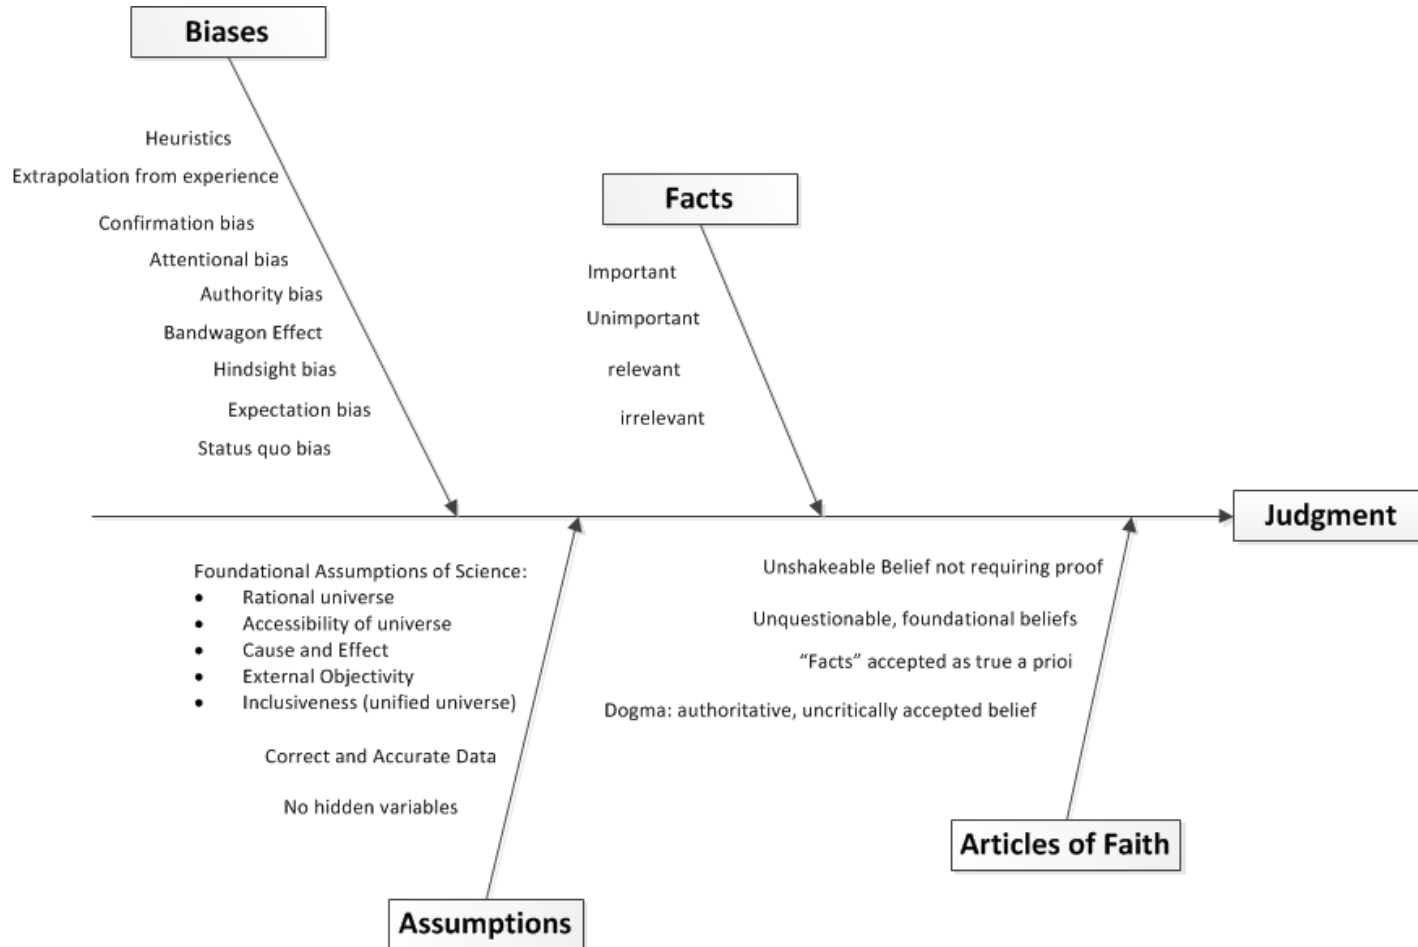 Biases
Heuristics
Extrapolation from experience
Confirmation bias
Attentional bias
Authority bias
Bandwagon Effect
Hindsight bias
Expectation bias
Status quo bias
Facts
Important
Unimportant
relevant
irrelevant
Judgment
Foundational Assumptions of Science:
• Rational universe
• Accessibility of universe
• Cause and Effect
• External Objectivity
• Inclusiveness (unified universe)
Correct and Accurate Data
No hidden variables
Assumptions
Unshakeable Belief not requiring proof
Unquestionable, foundational beliefs
“Facts” accepted as true a prioi
Dogma: authoritative, uncritically accepted belief
Articles of Faith